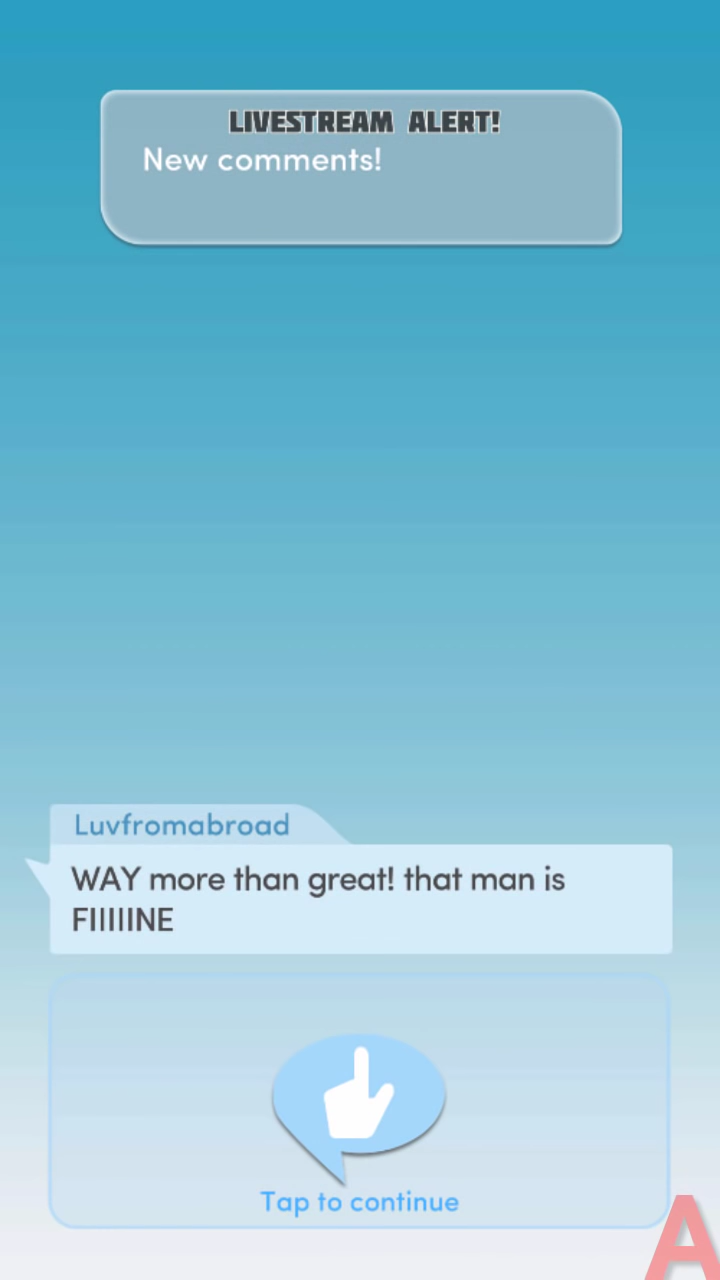 LIVESTREAM ALERT!
New comments!
Luvfromabroad
WAY more than great! that man is
FIIIIINE
Tap to continue
A